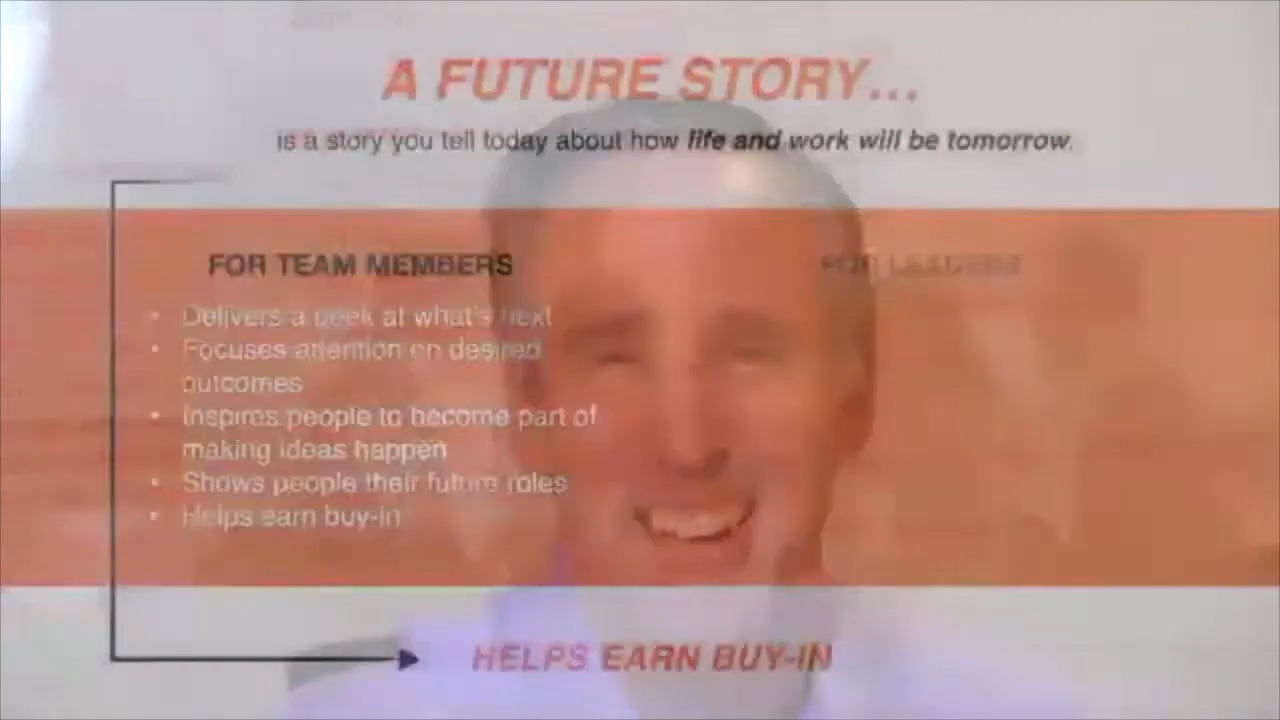 A FUTURE STORY...
is a story you tell today about how life and work will be tomorrow.
FOR TEAM MEMBERS
FOR LEADERS
• Delivers a peek at what's next
• Focuses attention on desired
outcomes
• Inspires people to become part of
making ideas happen
• Shows people their future roles
• Helps earn buy-in
HELPS EARN BUY-IN